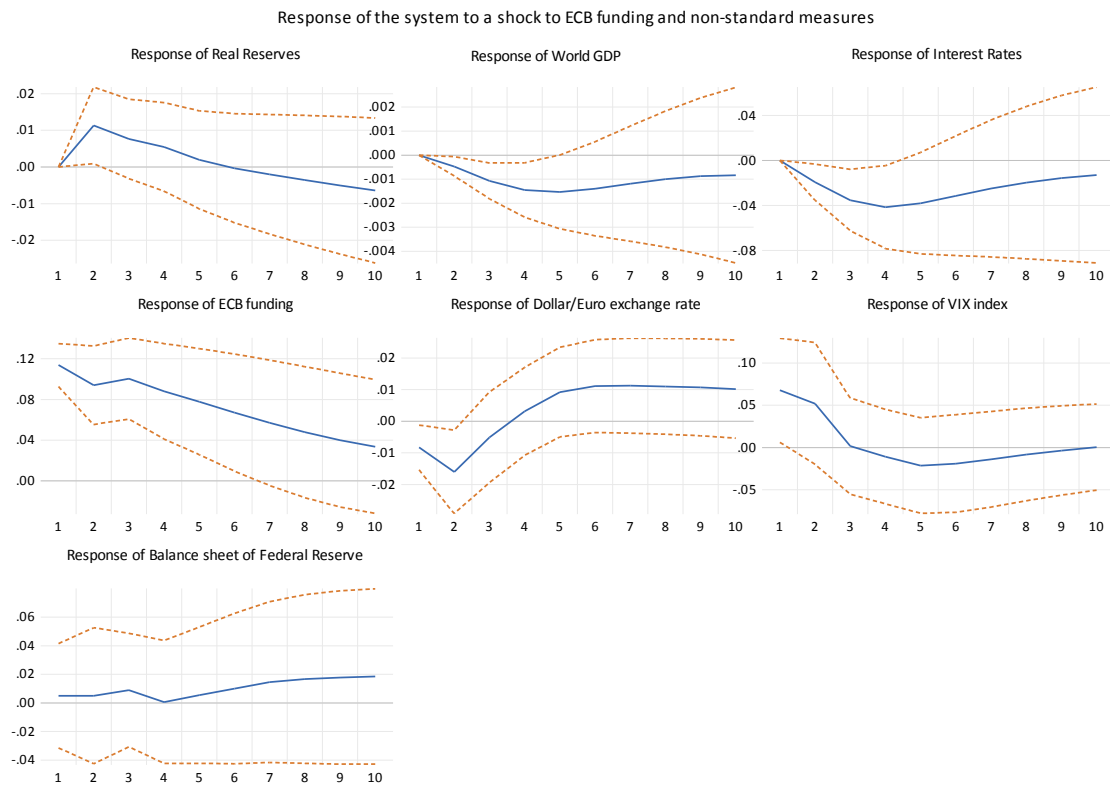 Response of the system to a shock to ECB funding and non-standard measures
Response of Real Reserves
.02
.01
.00
-.01
-.02
1 2 3 4 5 6 7 8 9 10
Response of World GDP
.002
.001
.000
-.001
-.002
-.003
-.004
1 2 3 4 5 6 7 8 9 10
Response of Interest Rates
.04
.00
-.04
-.08
1 2 3 4 5 6 7 8 9 10
Response of ECB funding
.12
.08
.04
.00
1 2 3 4 5 6 7 8 9 10
Response of Dollar/Euro exchange rate
.02
.01
.00
-.01
-.02
1 2 3 4 5 6 7 8 9 10
Response of VIX index
.10
.05
.00
-.05
1 2 3 4 5 6 7 8 9 10
Response of Balance sheet of Federal Reserve
.06
.04
.02
.00
-.02
-.04
1 2 3 4 5 6 7 8 9 10